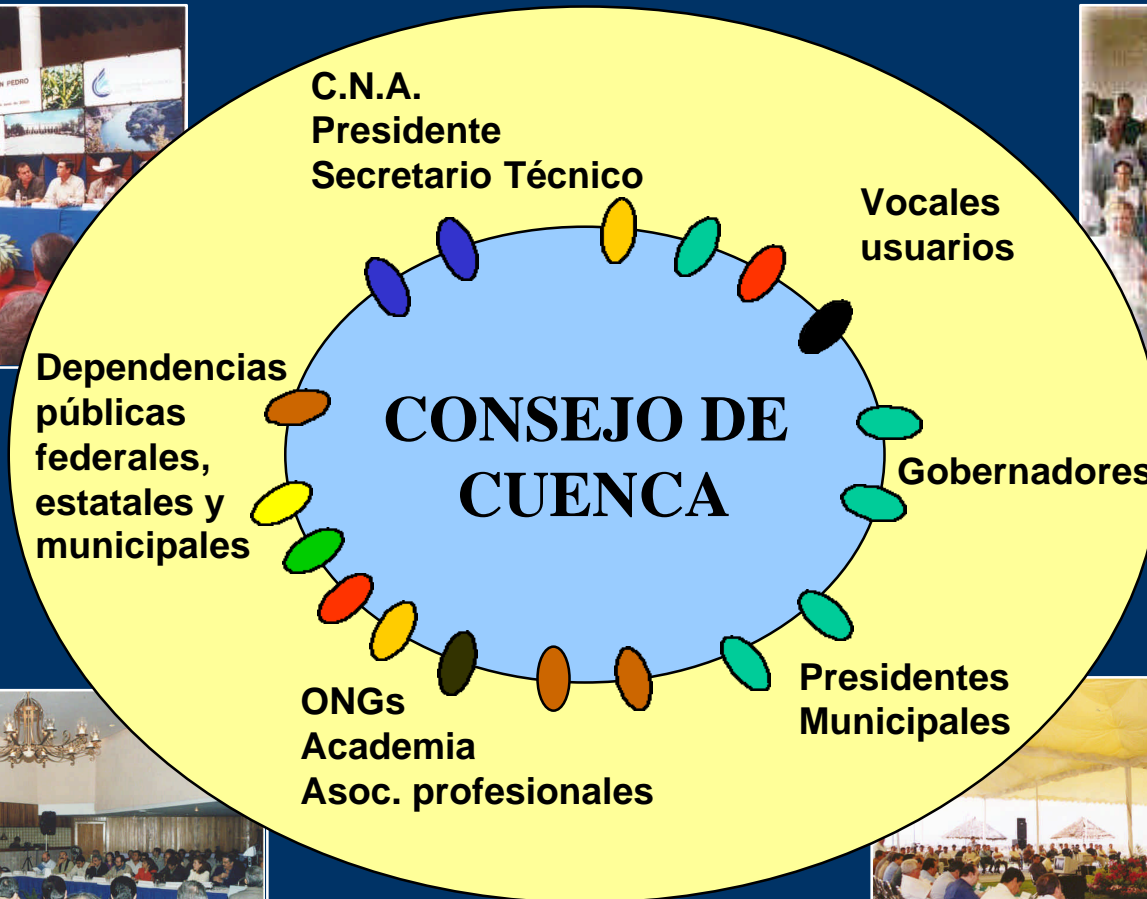 N PEDRO
C.N.A.
Presidente
Secretario Técnico
Vocales
usuarios
Dependencias
públicas
federales,
estatales y
municipales
CONSEJO DE
CUENCA
Gobernadores
Presidentes
Municipales
ONGs
Academia
Asoc. profesionales